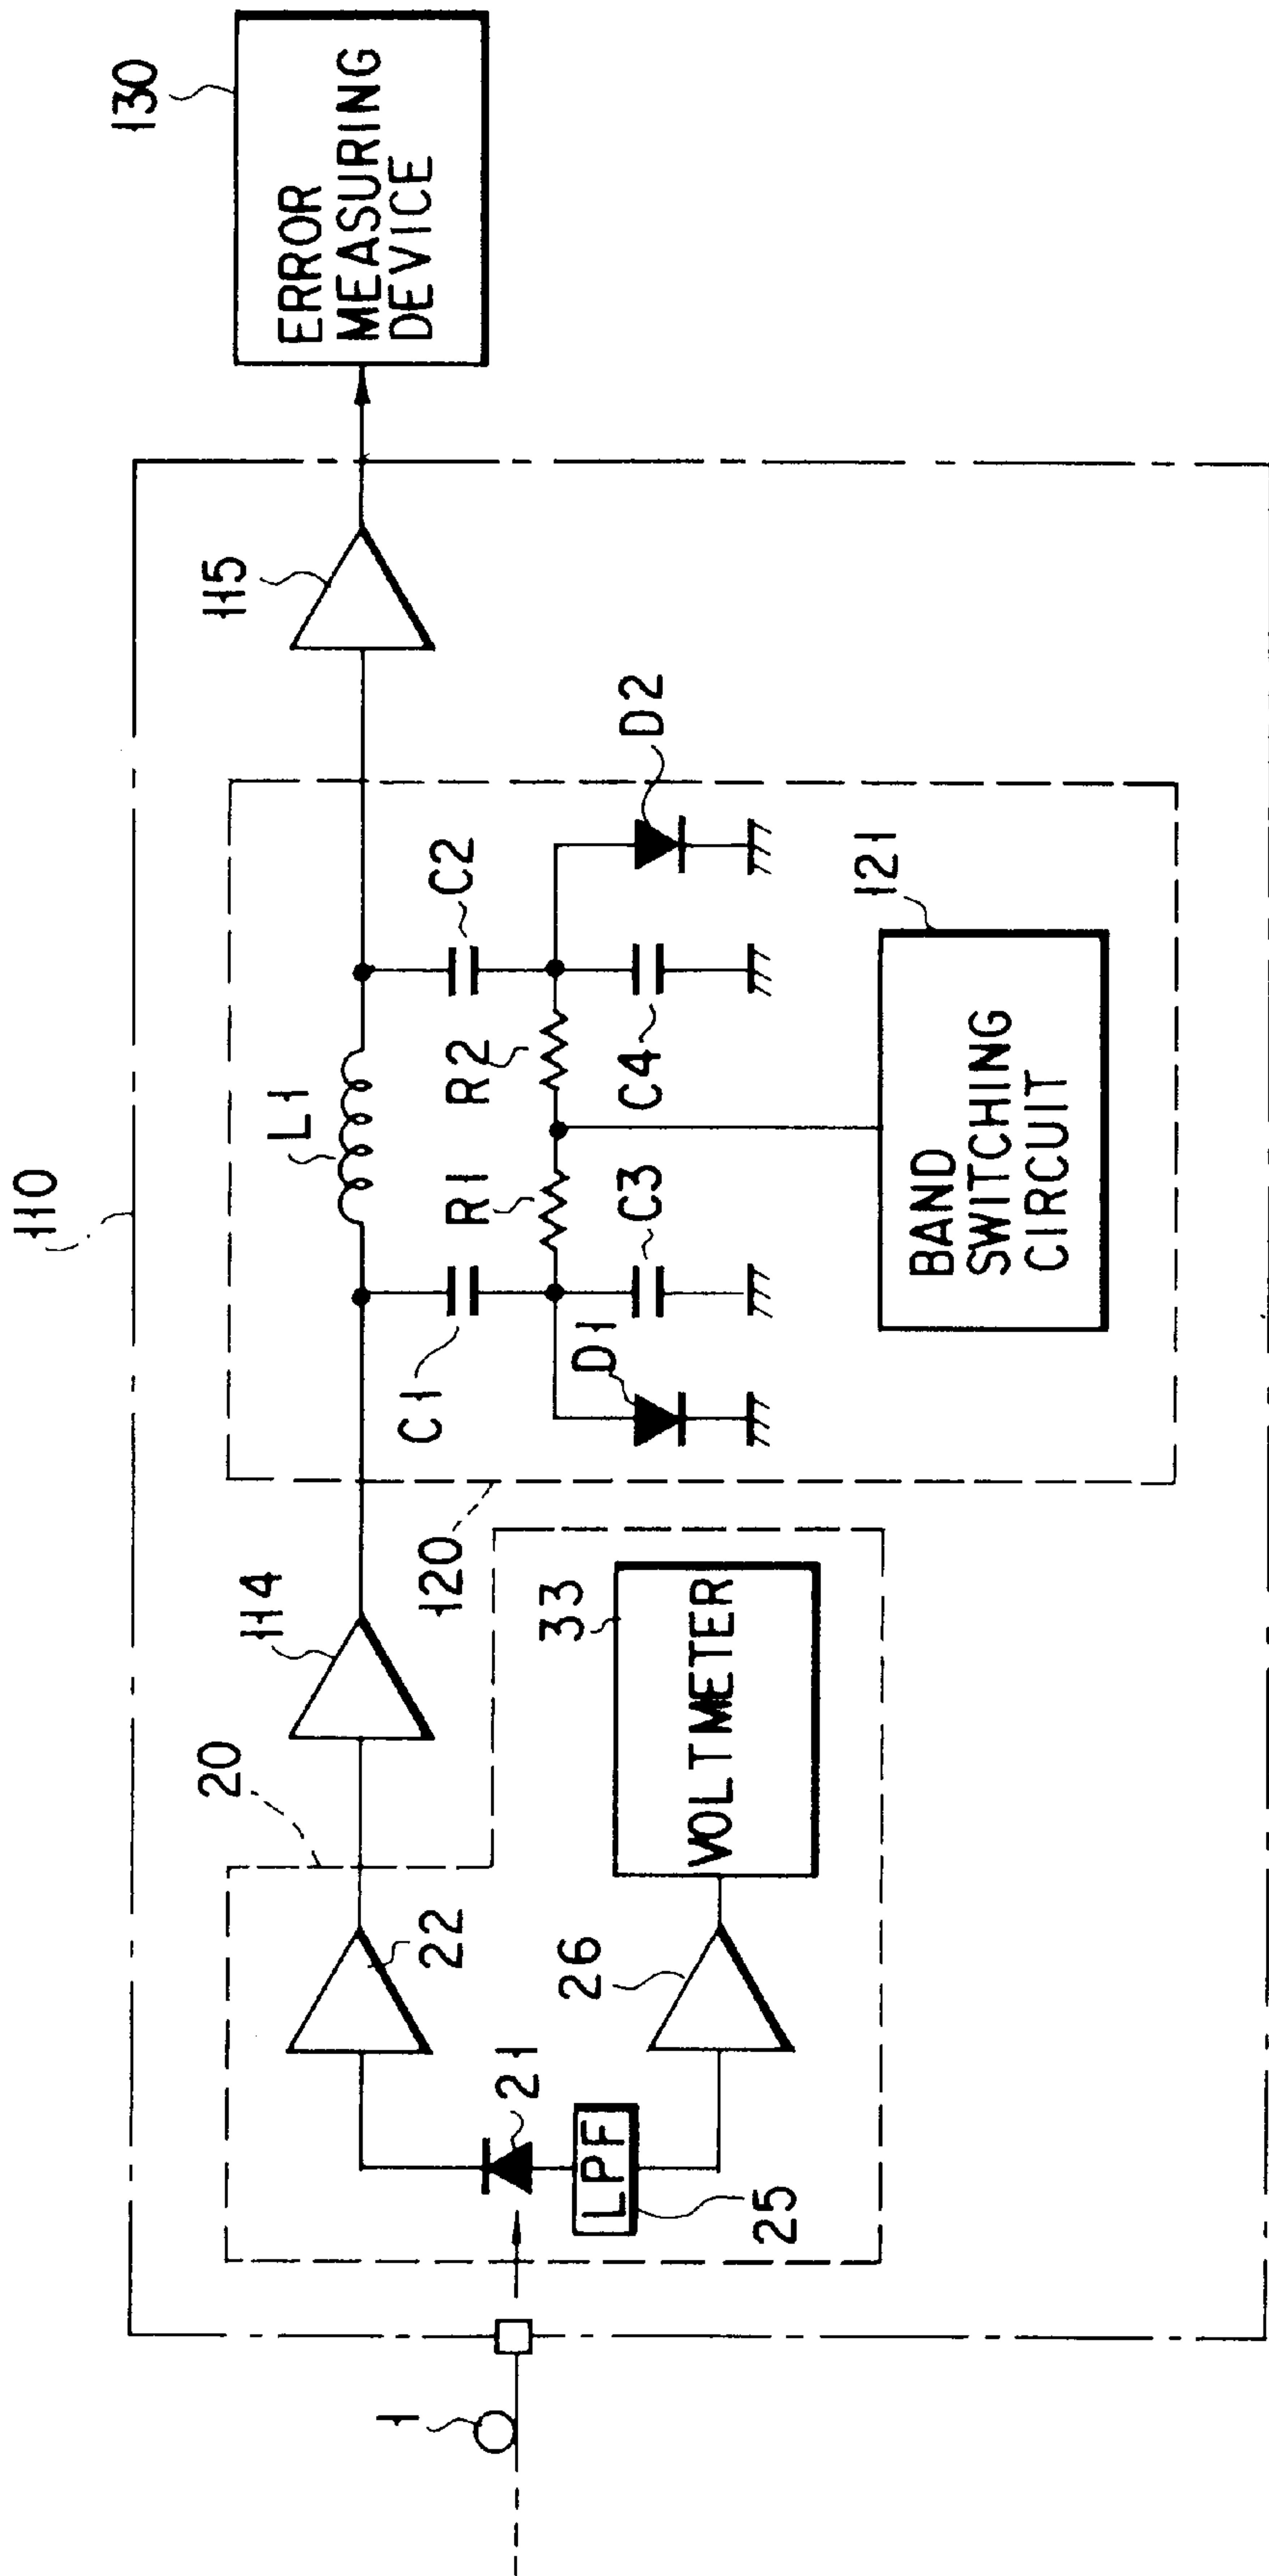 110
130
ERROR
MEASURING
DEVICE
115
L1
C1
C2
R1
R2
C3
C4
D1
D2
121
BAND
SWITCHING
CIRCUIT
120
114
20
22
21
LPF
25
26
33
VOLTMETER
1